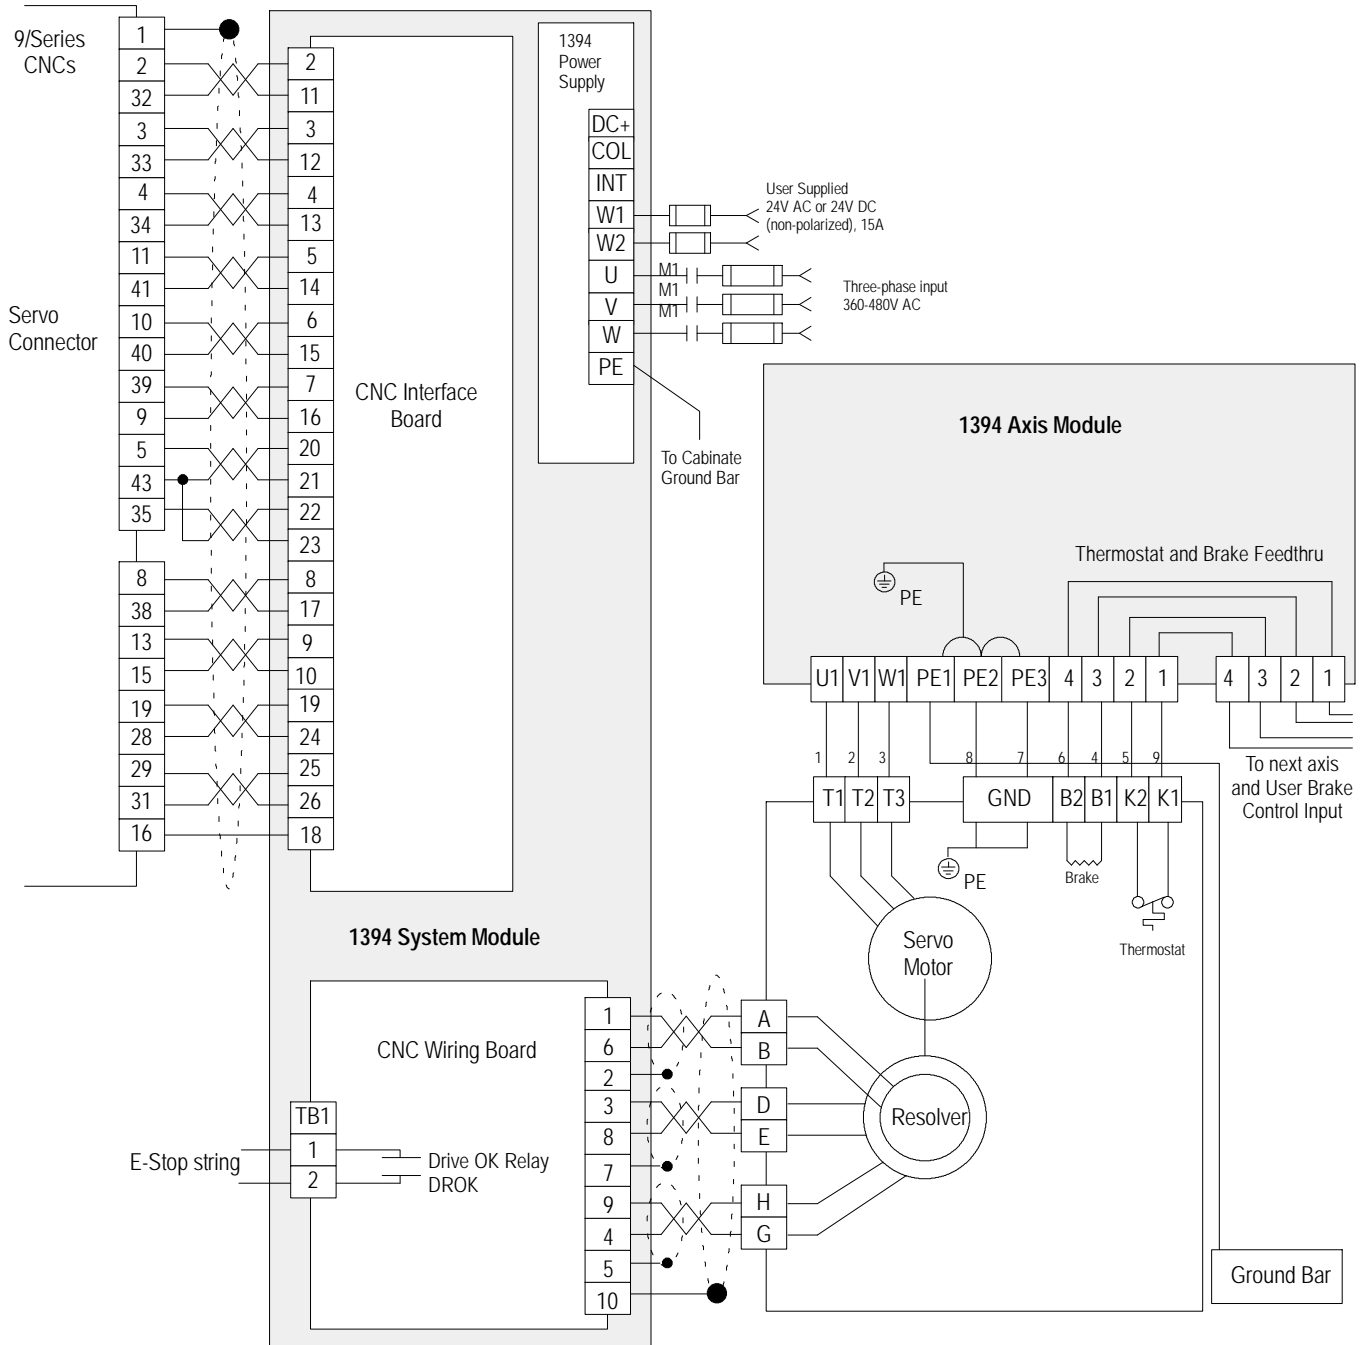 9/Series
CNCs
Servo
Connector
1
2
32
3
33
4
34
11
41
10
40
39
9
5
43
35
8
38
13
15
19
28
29
31
16
2
11
3
12
4
13
5
14
6
15
7
16
20
21
22
23
8
17
9
10
19
24
25
26
18
CNC Interface
Board
1394
Power
Supply
DC+
COL
INT
W1
W2
U
V
W
PE
M1
M1
M1
User Supplied
24V AC or 24V DC
(non-polarized), 15A
Three-phase input
360-480V AC
To Cabinate
Ground Bar
1394 Axis Module
Thermostat and Brake Feedthru
PE
U1 V1 W1 PE1 PE2 PE3 4 3 2 1
4 3 2 1
1 2 3 8 7 6 4 5 9
To next axis
and User Brake
Control Input
T1 T2 T3 GND B2 B1 K2 K1
PE
Brake
Thermostat
Servo
Motor
Resolver
1394 System Module
CNC Wiring Board
1
6
2
3
8
7
9
4
5
10
A
B
D
E
H
G
TB1
1
2
E-Stop string
Drive OK Relay
DROK
Ground Bar